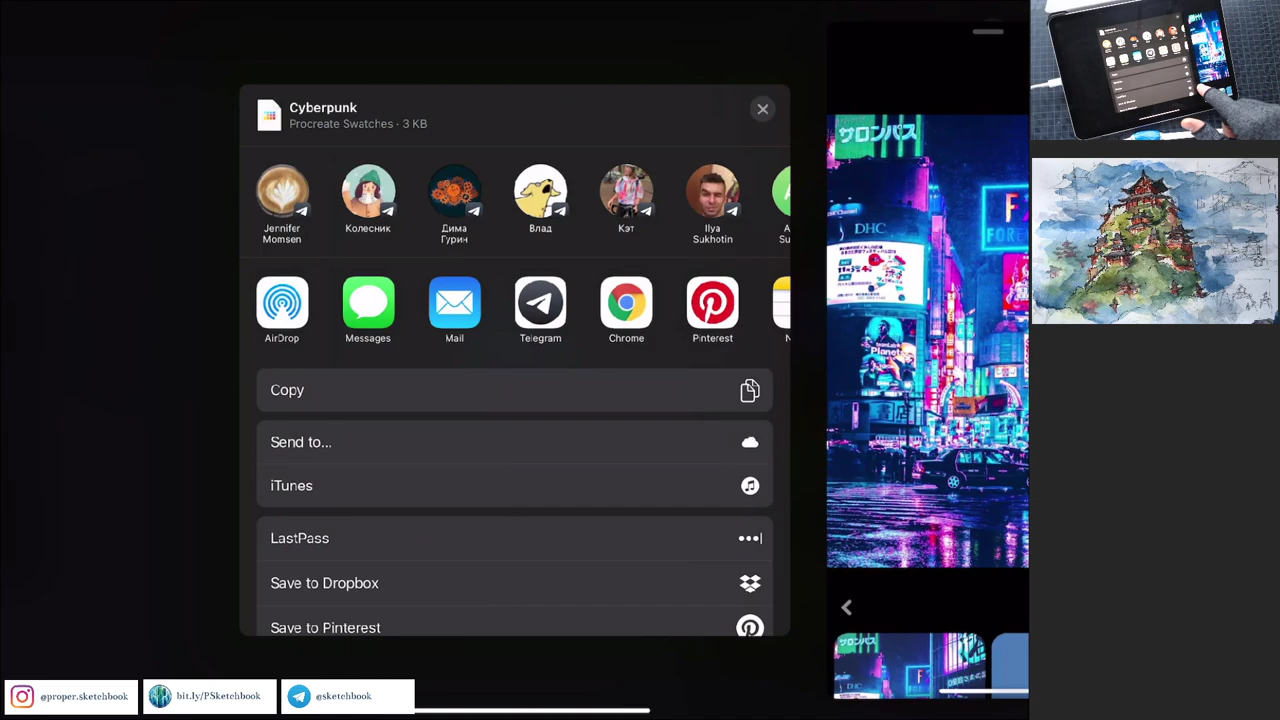 Cyberpunk
Procreate Swatches · 3 KB
Jennifer
Momsen
Колесник
Дима
Гурин
Влад
Кэт
Ilya
Sukhotin
AirDrop
Messages
Mail
Telegram
Chrome
Pinterest
Copy
Send to...
iTunes
LastPass
Save to Dropbox
Save to Pinterest
サロンパス
DHC
FOREV
@proper.sketchbook
bit.ly/PSketchbook
@sketchbook